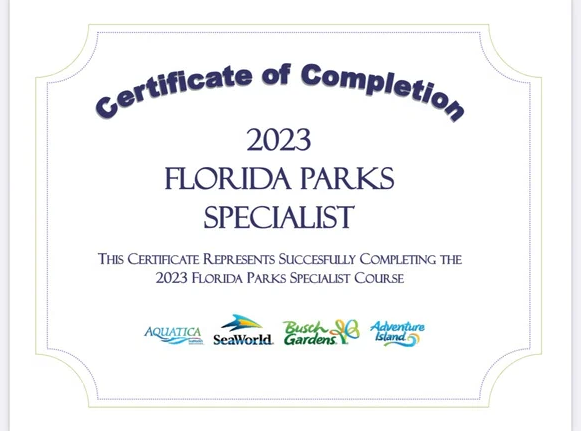 Certificate of Completion
2023
FLORIDA PARKS
SPECIALIST
THIS CERTIFICATE REPRESENTS SUCCESFULLY COMPLETING THE
2023 FLORIDA PARKS SPECIALIST COURSE
AQUATICA
SeaWorld
Busch
Gardens
Adventure
Island